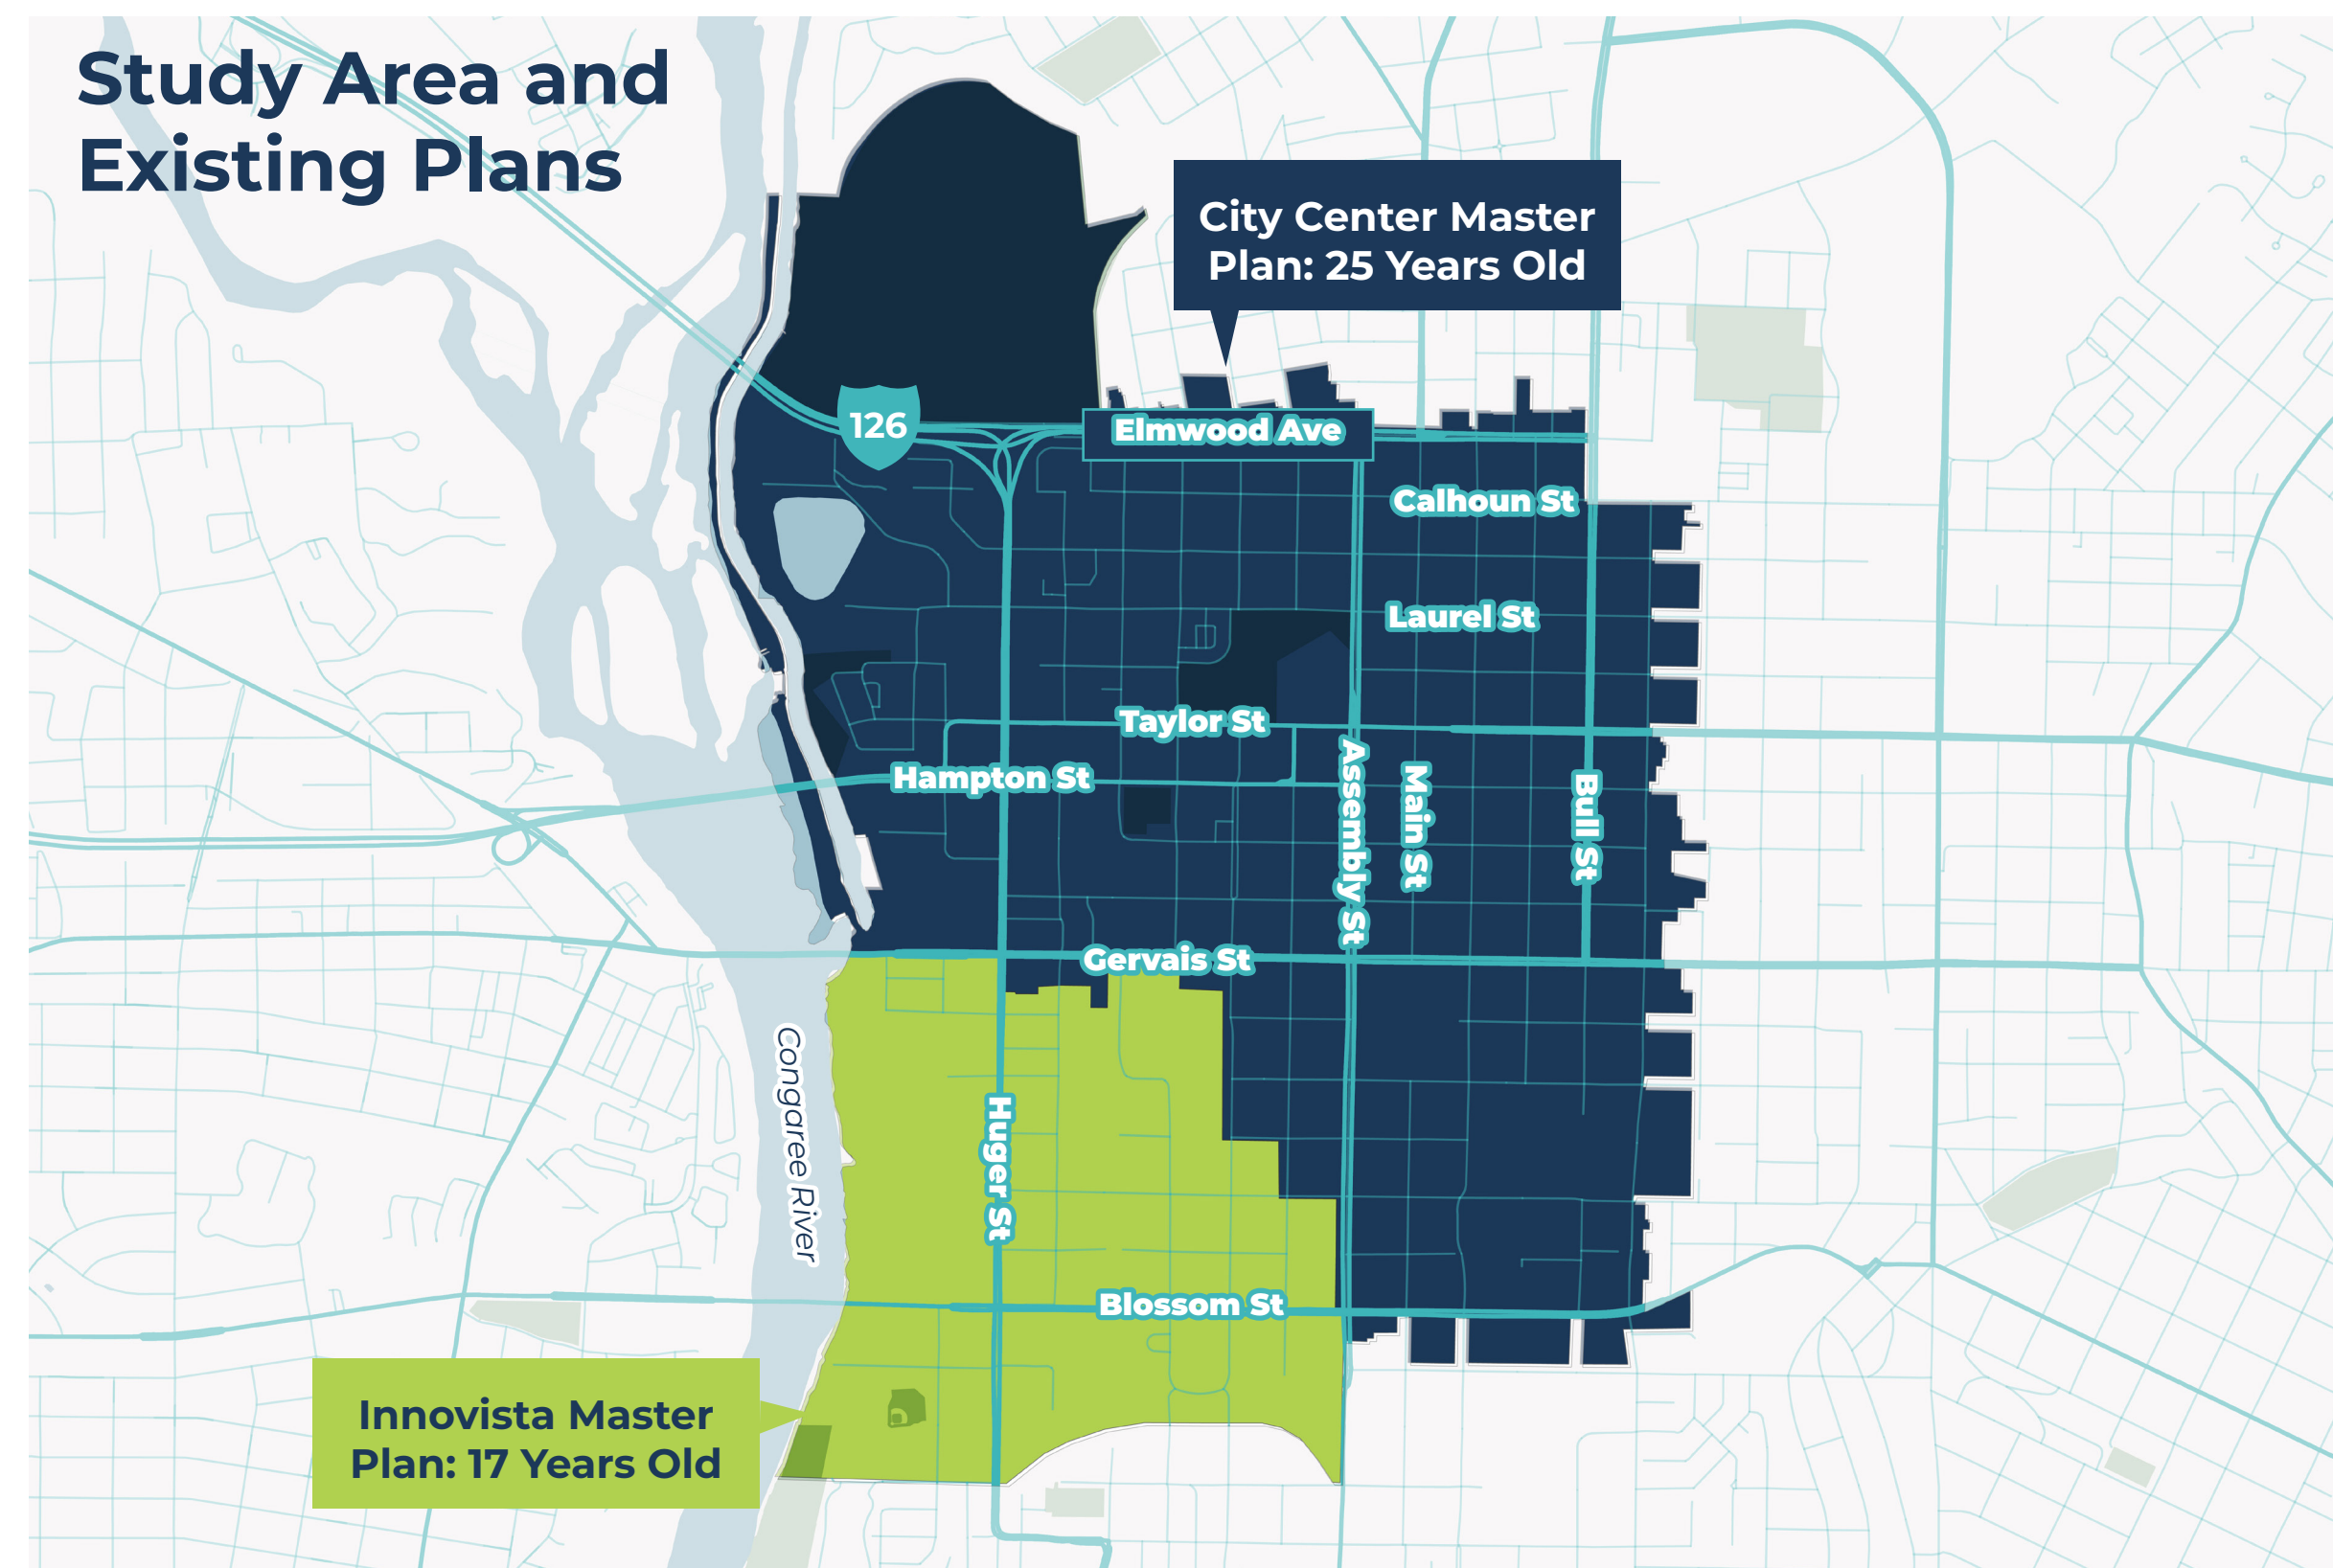 Study Area and
Existing Plans
City Center Master
Plan: 25 Years Old
126
Elmwood Ave
Calhoun St
Laurel St
Taylor St
Hampton St
Assembly St
Main St
Bull St
Gervais St
Congaree River
Huger St
Blossom St
Innovista Master
Plan: 17 Years Old